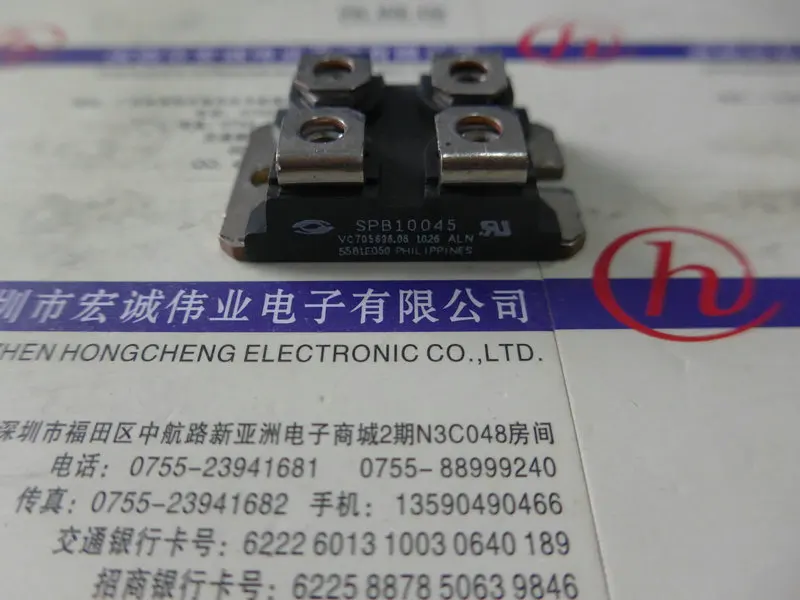 SPB10045
VC705698.06 1026 ALN
5581E050 PHILIPPINES
圳市宏诚伟业电子有限公司
ZHEN HONGCHENG ELECTRONIC CO.,LTD.
h
深圳市福田区中航路新亚洲电子商城2期N3C048房间
电话：0755-23941681 0755-88999240
传真：0755-23941682 手机：13590490466
交通银行卡号：6222 6013 1003 0640 189
招商银行卡号：6225 8878 5063 9846